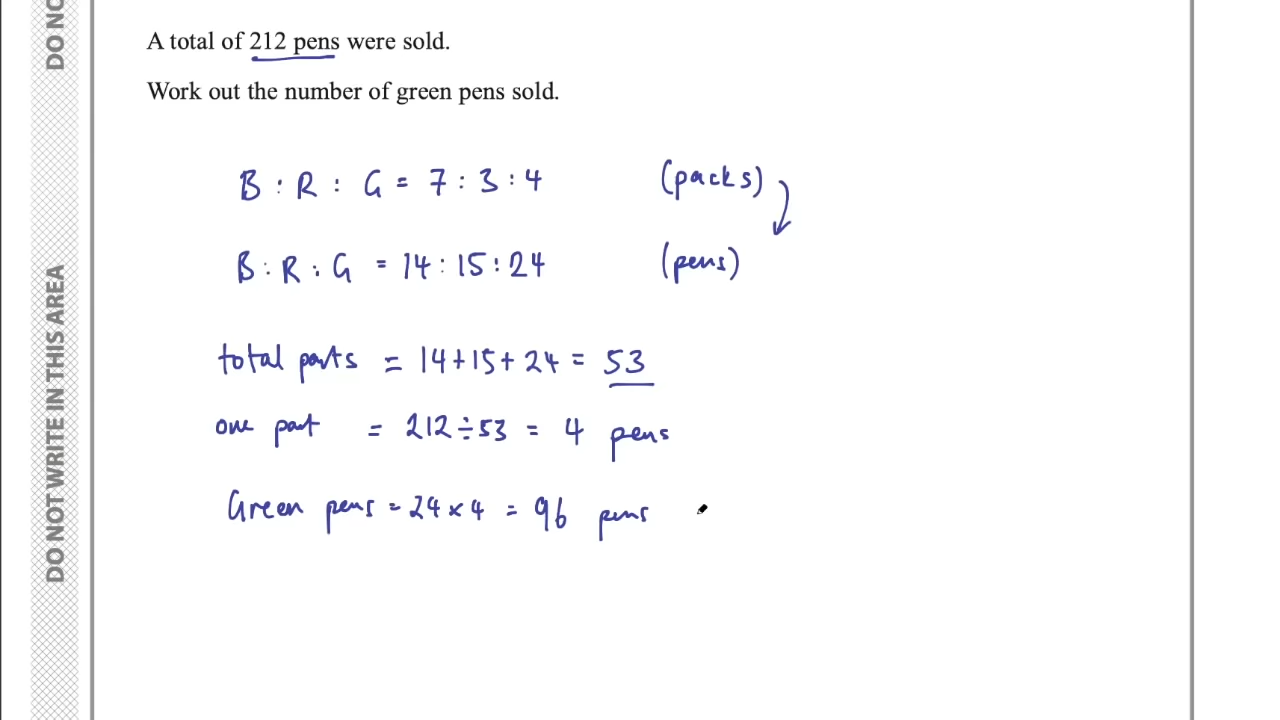 DO NO
A total of 212 pens were sold.
Work out the number of green pens sold.
B : R : G = 7 : 3 : 4 (packs)
B : R : G = 14 : 15 : 24 (pens)
total parts = 14+15+24 = 53
one part = 212÷53 = 4 pens
Green pens = 24 × 4 = 96 pens
DO NOT WRITE IN THIS AREA